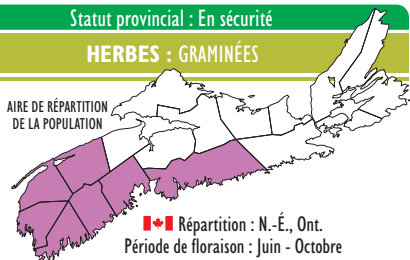 Statut provincial : En sécurité
HERBES : GRAMINÉES
AIRE DE RÉPARTITION
DE LA POPULATION
Répartition : N.-É., Ont.
Période de floraison : Juin - Octobre